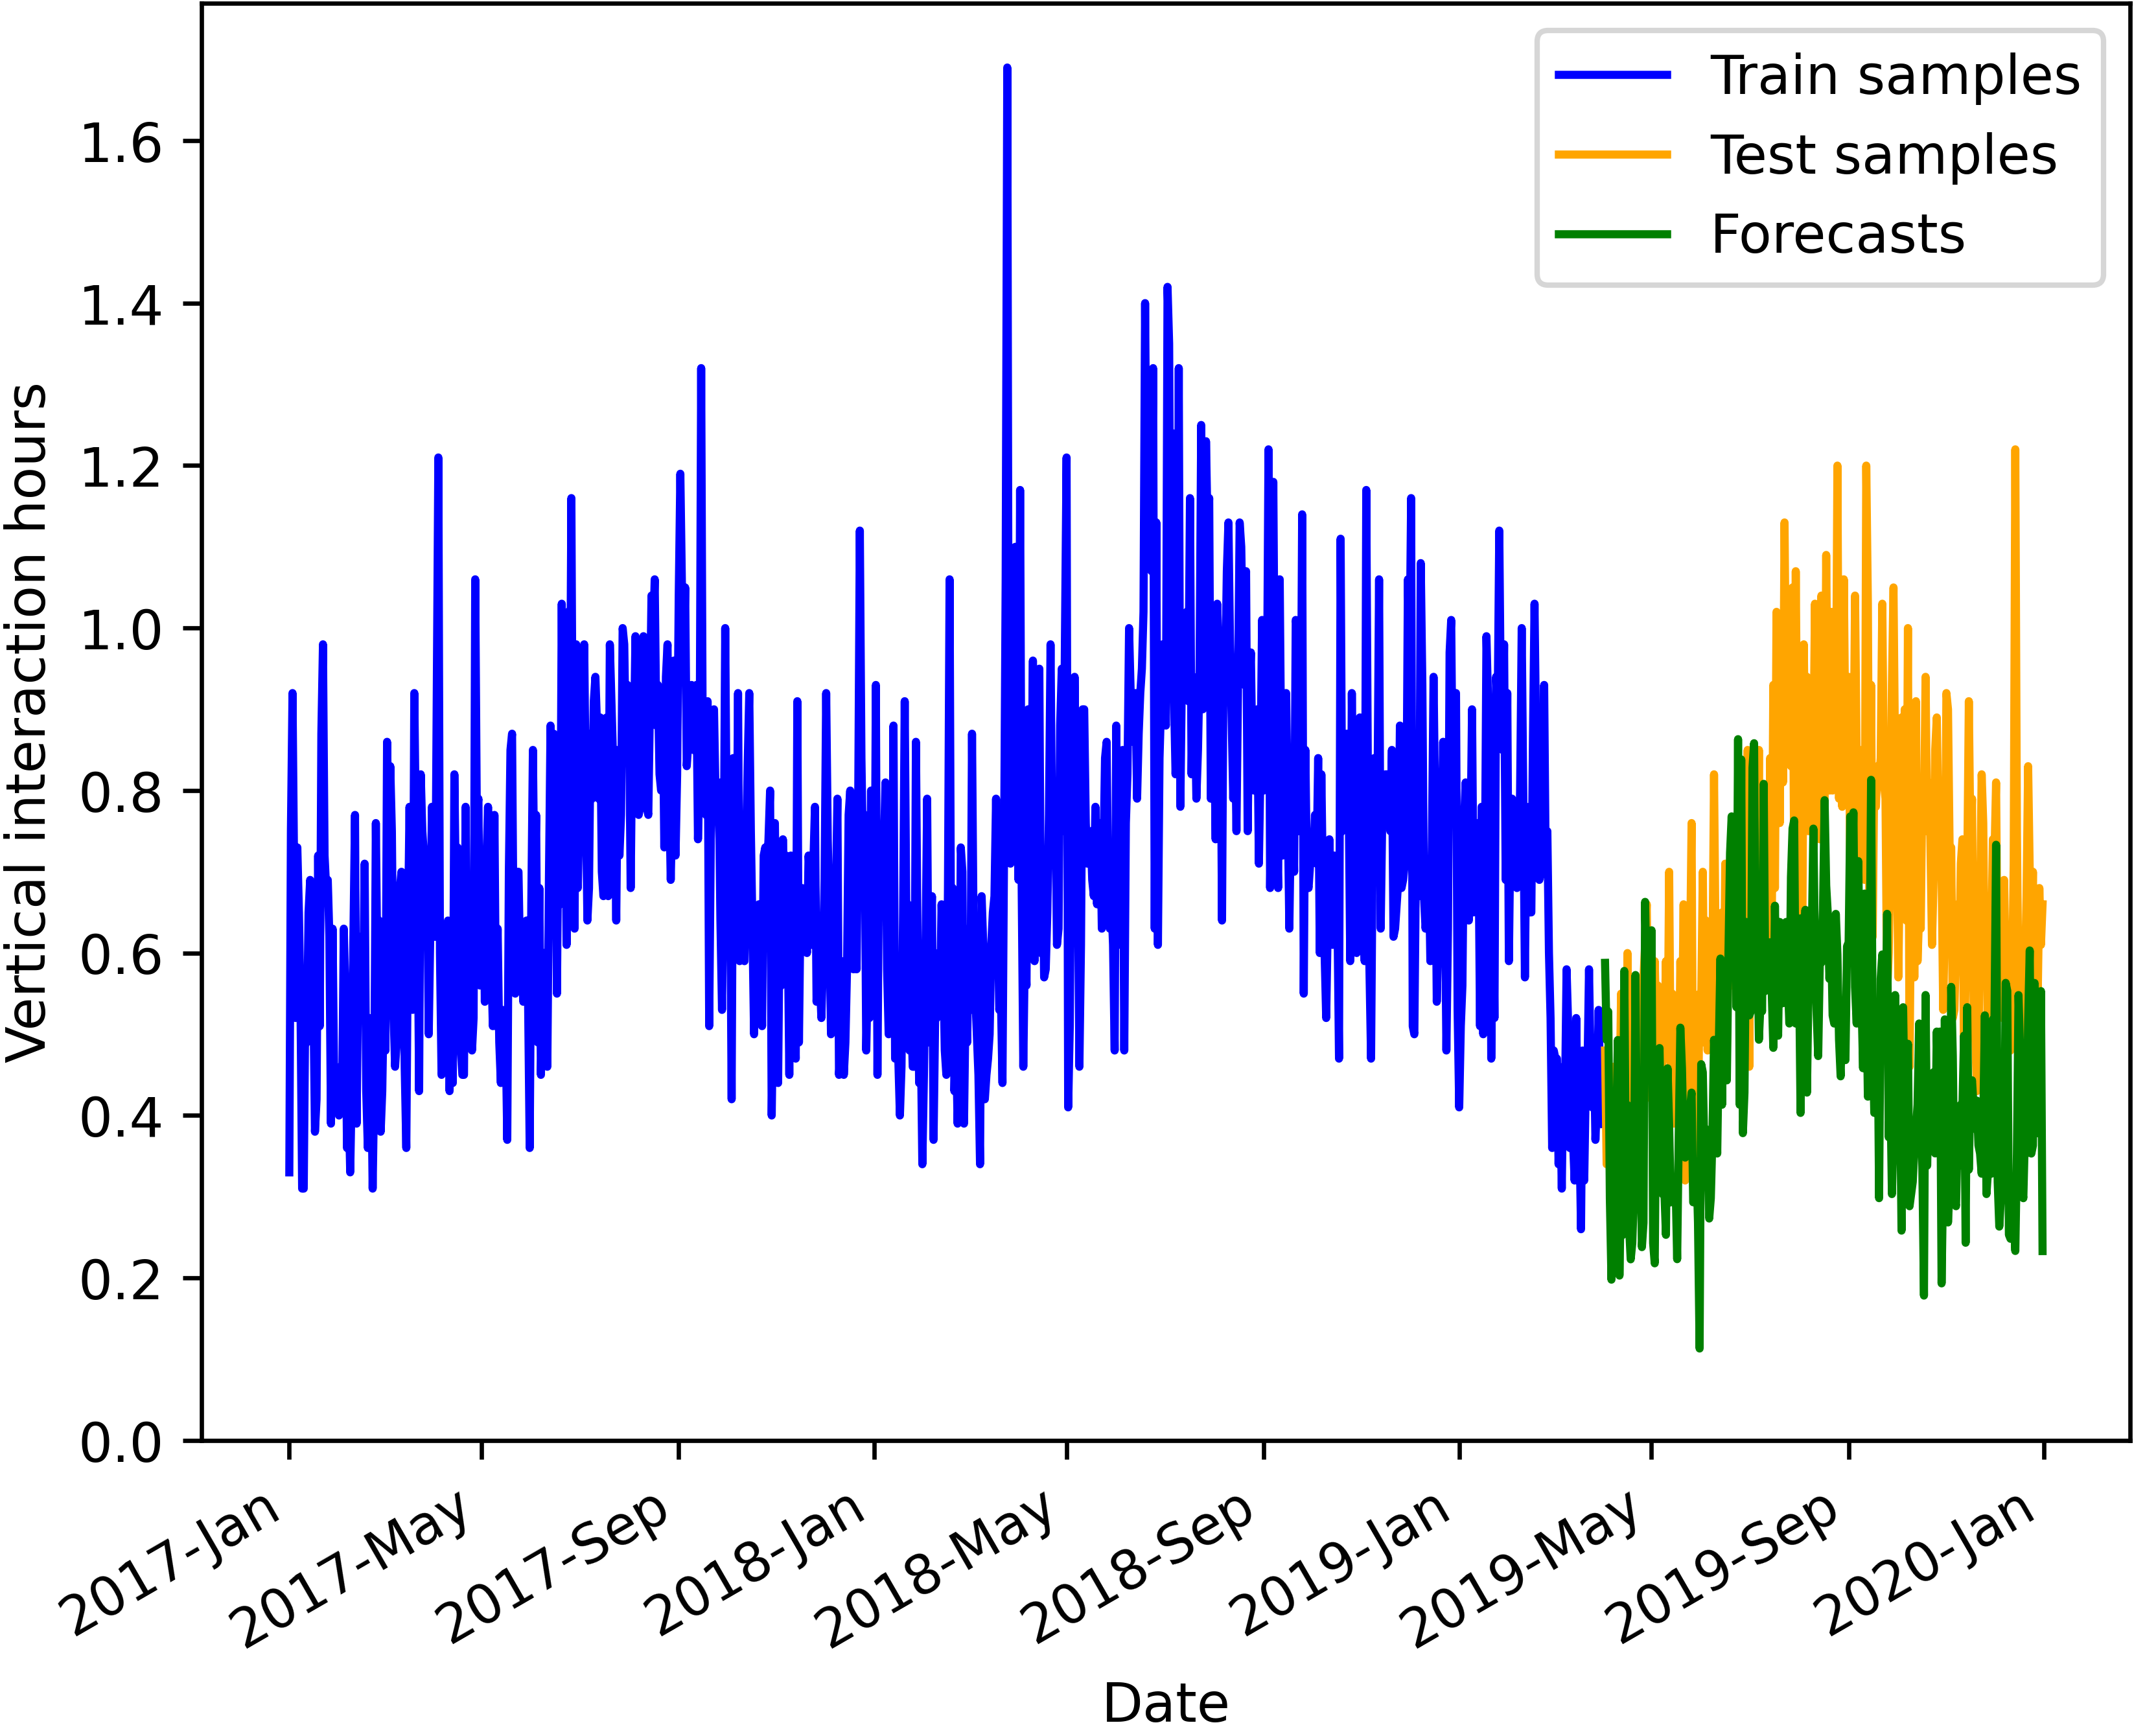 Train samples
Test samples
Forecasts
Vertical interaction hours
1.6
1.4
1.2
1.0
0.8
0.6
0.4
0.2
0.0
2017-Jan
2017-May
2017-Sep
2018-Jan
2018-May
2018-Sep
2019-Jan
2019-May
2019-Sep
2020-Jan
Date